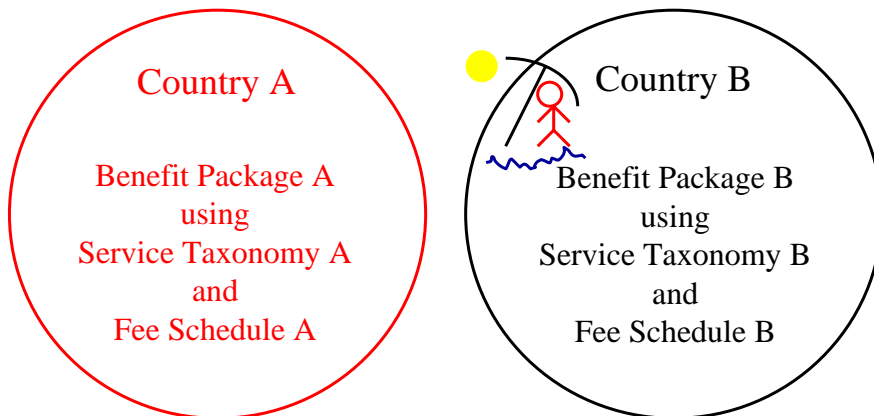 Country A
Benefit Package A
using
Service Taxonomy A
and
Fee Schedule A
Country B
Benefit Package B
using
Service Taxonomy B
and
Fee Schedule B